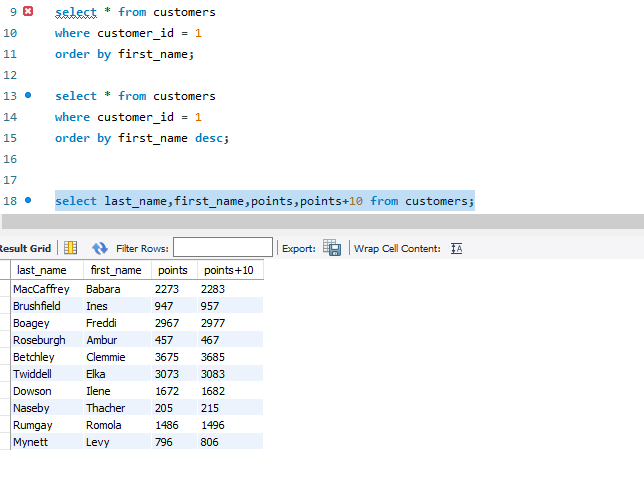 9 select * from customers
10 where customer_id = 1
11 order by first_name;
12
13 select * from customers
14 where customer_id = 1
15 order by first_name desc;
16
17
18 select last_name,first_name,points,points+10 from customers;
Result Grid Filter Rows: Export: Wrap Cell Content: IA
last_name first_name points points+10
MacCaffrey Babara 2273 2283
Brushfield Ines 947 957
Boagey Freddi 2967 2977
Roseburgh Ambur 457 467
Betchley Clemmie 3675 3685
Twiddell Elka 3073 3083
Dowson Ilene 1672 1682
Naseby Thacher 205 215
Rumgay Romola 1486 1496
Mynett Levy 796 806